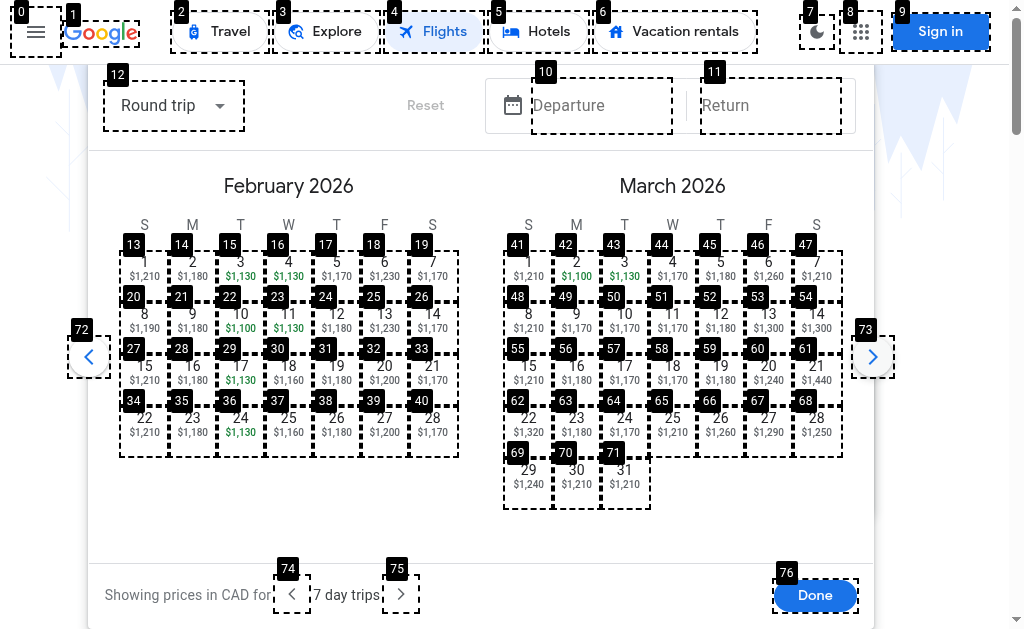 0 1 2 3 4 5 6 7 8 9
Google Travel Explore Flights Hotels Vacation rentals Sign in
12 10 11
Round trip Reset Departure Return
February 2026
S M T W T F S
13 14 15 16 17 18 19
1 2 3 4 5 6 7
$1,210 $1,180 $1,130 $1,130 $1,170 $1,230 $1,170
20 21 22 23 24 25 26
8 9 10 11 12 13 14
$1,190 $1,180 $1,100 $1,130 $1,180 $1,230 $1,170
27 28 29 30 31 32 33
15 16 17 18 19 20 21
$1,210 $1,180 $1,130 $1,160 $1,180 $1,200 $1,170
34 35 36 37 38 39 40
22 23 24 25 26 27 28
$1,210 $1,180 $1,130 $1,160 $1,180 $1,200 $1,170
March 2026
S M T W T F S
41 42 43 44 45 46 47
1 2 3 4 5 6 7
$1,210 $1,100 $1,130 $1,170 $1,180 $1,260 $1,210
48 49 50 51 52 53 54
8 9 10 11 12 13 14
$1,210 $1,170 $1,170 $1,170 $1,180 $1,300 $1,300
55 56 57 58 59 60 61
15 16 17 18 19 20 21
$1,210 $1,180 $1,170 $1,170 $1,180 $1,240 $1,440
62 63 64 65 66 67 68
22 23 24 25 26 27 28
$1,320 $1,180 $1,170 $1,210 $1,260 $1,290 $1,250
69 70 71
29 30 31
$1,240 $1,210 $1,210
72 73
74 75 76
Showing prices in CAD for 7 day trips Done